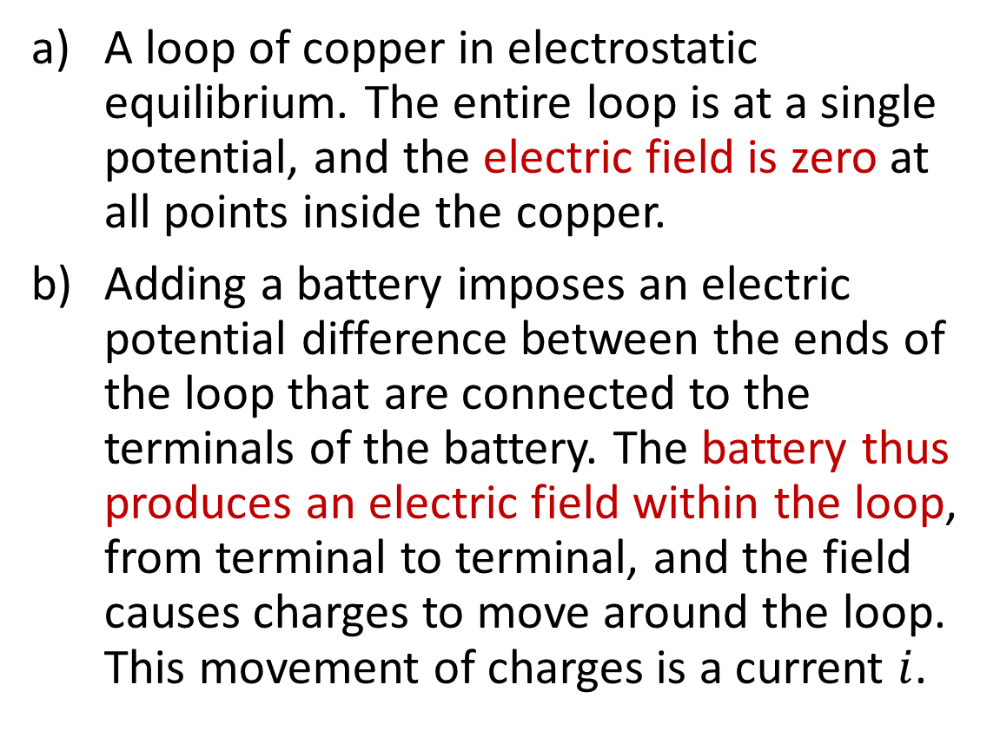 a) A loop of copper in electrostatic
equilibrium. The entire loop is at a single
potential, and the electric field is zero at
all points inside the copper.
b) Adding a battery imposes an electric
potential difference between the ends of
the loop that are connected to the
terminals of the battery. The battery thus
produces an electric field within the loop,
from terminal to terminal, and the field
causes charges to move around the loop.
This movement of charges is a current 𝑖.